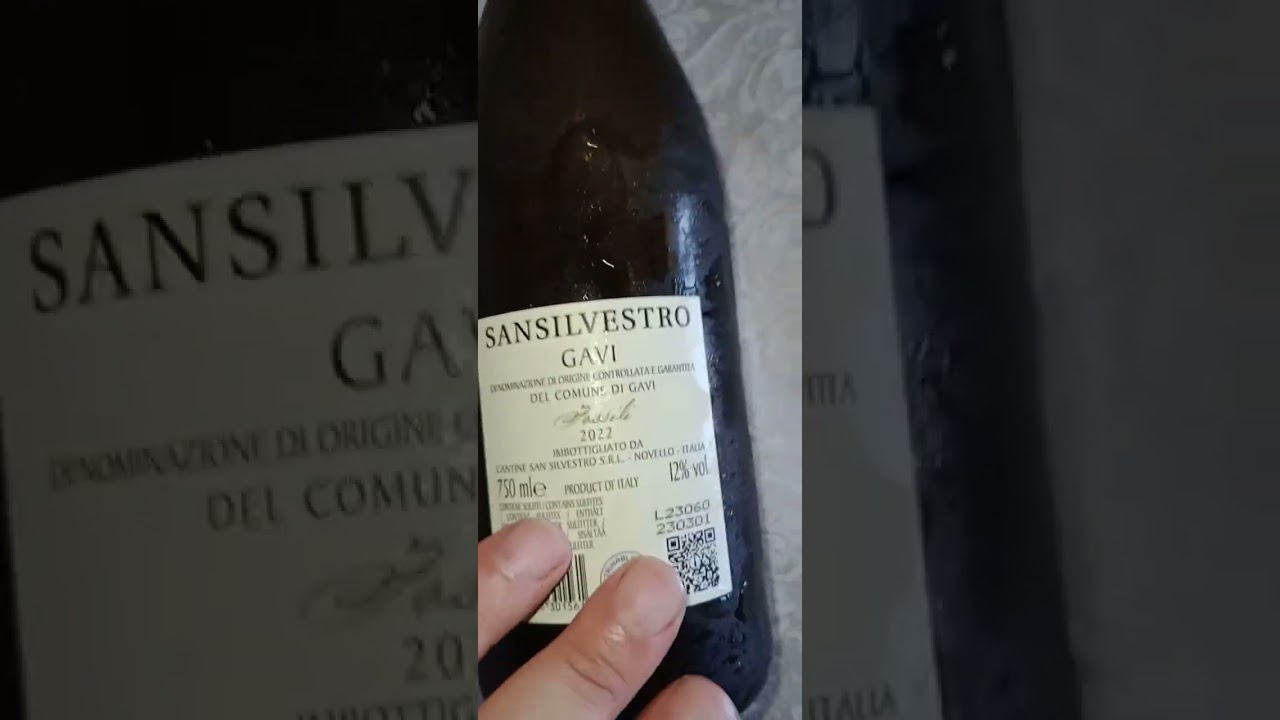 SANSILVESTRO
GAVI
DENOMINAZIONE DI ORIGINE CONTROLLATA E GARANTITA
DEL COMUNE DI GAVI
2022
IMBOTTIGLIATO DA
CANTINE SAN SILVESTRO S.R.L. - NOVELLO - ITALIA
750 ml e PRODUCT OF ITALY 12% vol.
CONTIENE SOLFITI / CONTAINS SULFITES
ENTHÄLT
L23060
230301